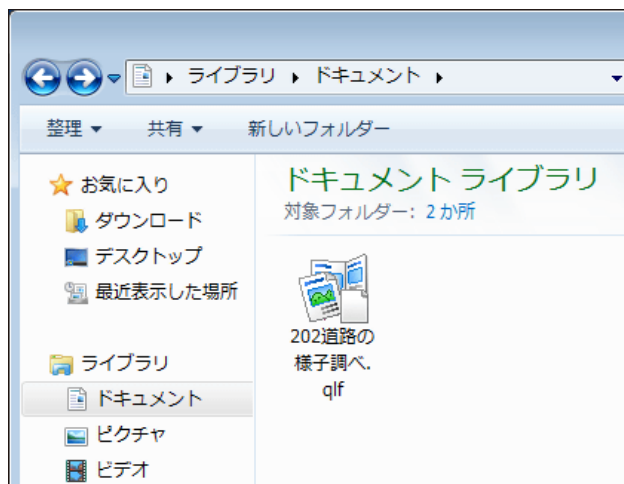 ライブラリ ドキュメント
整理 共有 新しいフォルダー
お気に入り
ダウンロード
デスクトップ
最近表示した場所
ライブラリ
ドキュメント
ピクチャ
ビデオ
ドキュメント ライブラリ
対象フォルダー: 2 か所
202道路の
様子調べ.
qlf